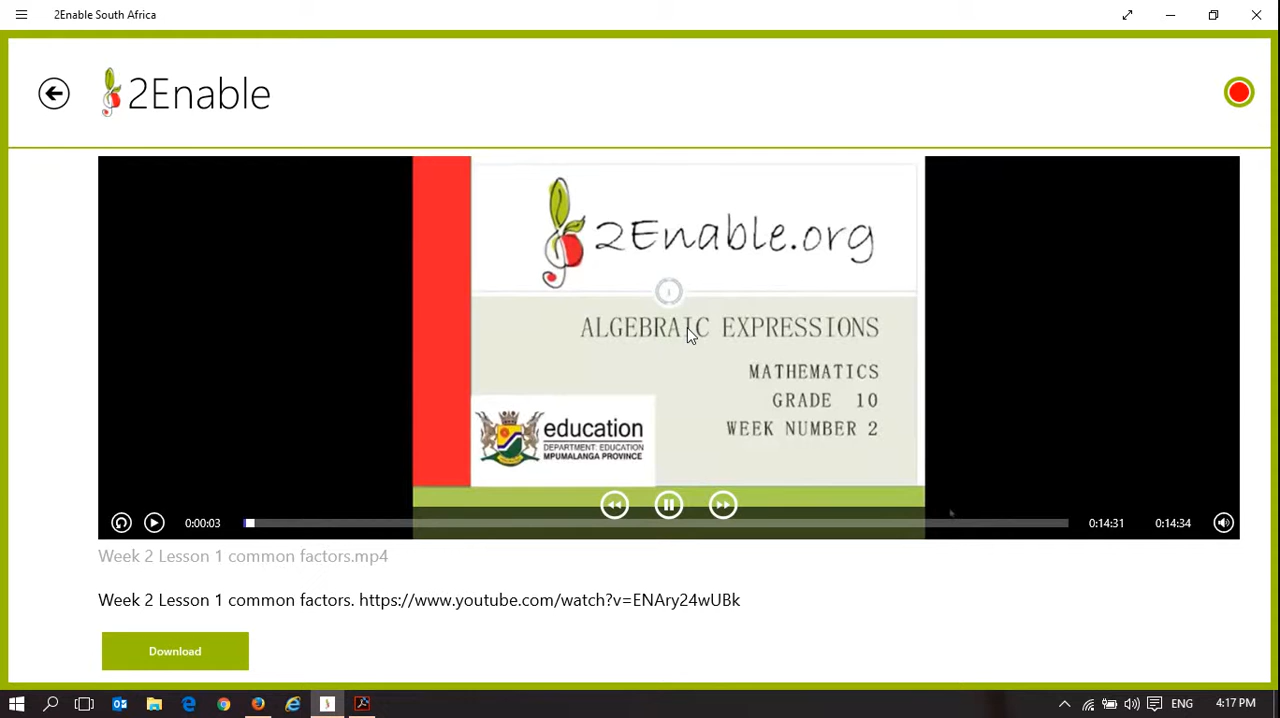 2Enable South Africa
2Enable
2Enable.org
ALGEBRAIC EXPRESSIONS
MATHEMATICS
GRADE 10
WEEK NUMBER 2
education
DEPARTMENT: EDUCATION
MPUMALANGA PROVINCE
0:00:03
0:14:31
0:14:34
Week 2 Lesson 1 common factors.mp4
Week 2 Lesson 1 common factors. https://www.youtube.com/watch?v=ENAry24wUBk
Download
ENG
4:17 PM